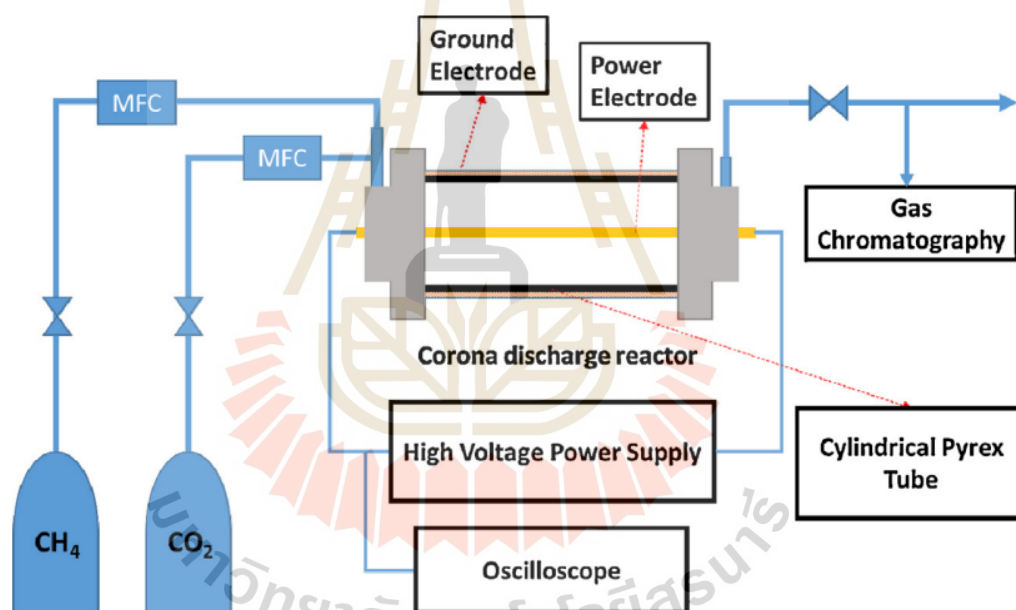 Ground
Electrode
Power
Electrode
MFC
MFC
Gas
Chromatography
Corona discharge reactor
High Voltage Power Supply
Cylindrical Pyrex
Tube
CH₄
CO₂
Oscilloscope